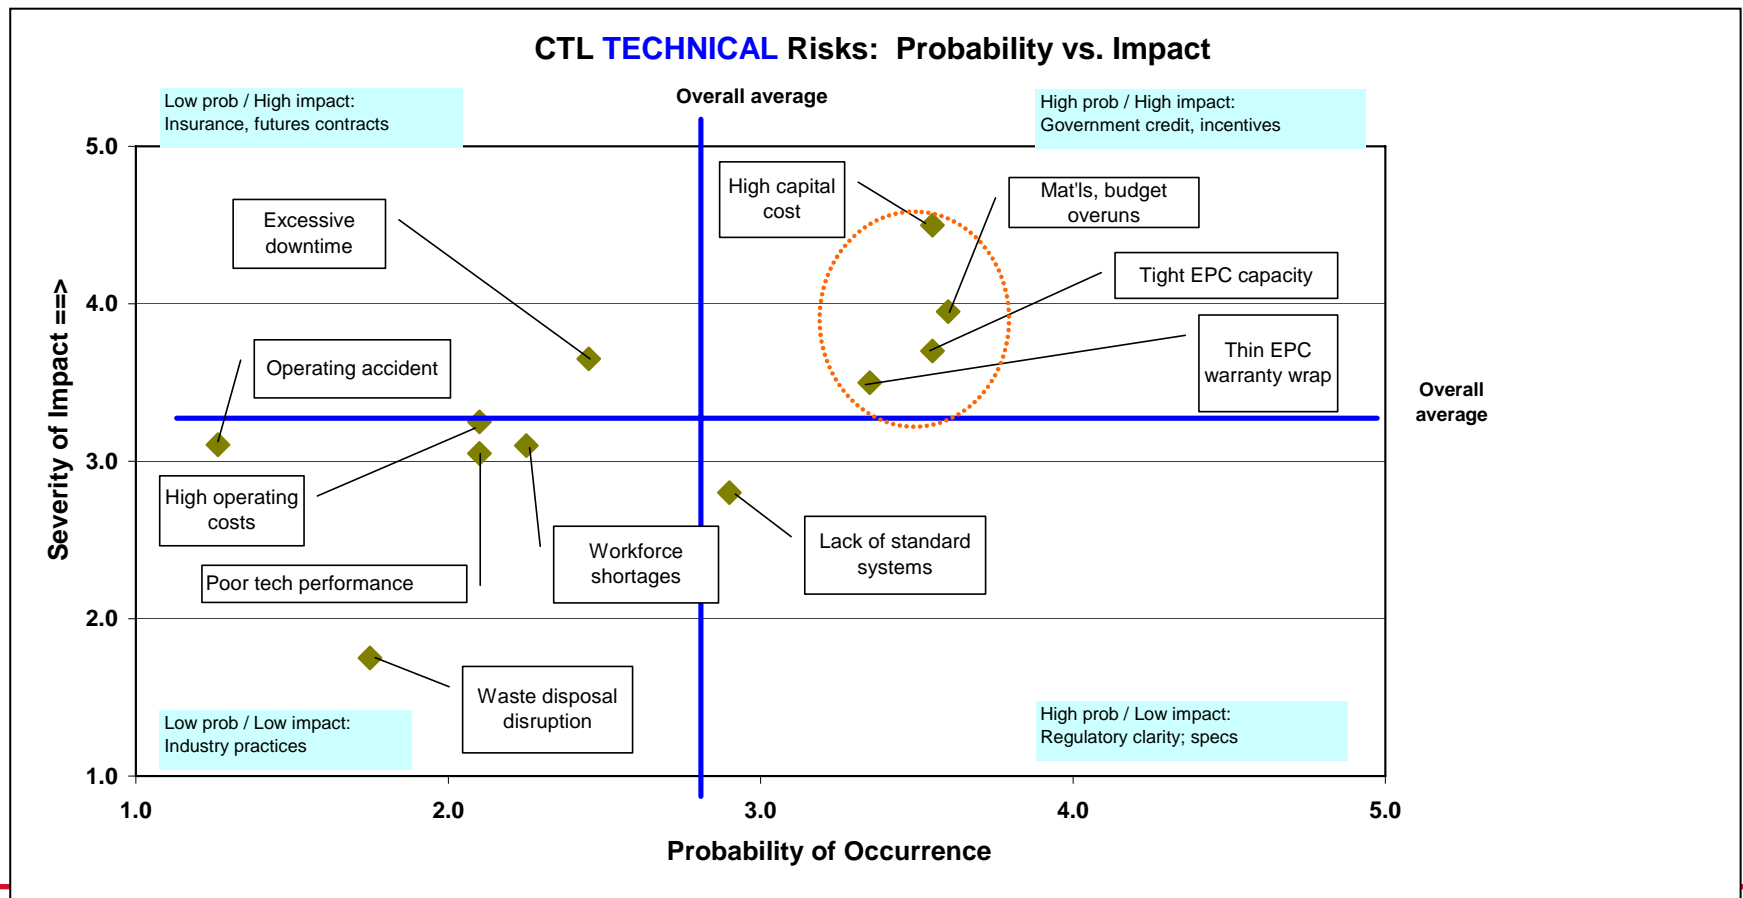 CTL TECHNICAL Risks:  Probability vs. Impact
Low prob / High impact:
Insurance, futures contracts
Overall average
High prob / High impact:
Government credit, incentives
5.0
High capital
cost
Mat'ls, budget
overuns
Excessive
downtime
Tight EPC capacity
4.0
Thin EPC
warranty wrap
Operating accident
Overall
average
Severity of Impact ==>
3.0
High operating
costs
Lack of standard
systems
Workforce
shortages
Poor tech performance
2.0
Waste disposal
disruption
Low prob / Low impact:
Industry practices
High prob / Low impact:
Regulatory clarity; specs
1.0
1.0
2.0
3.0
4.0
5.0
Probability of Occurrence